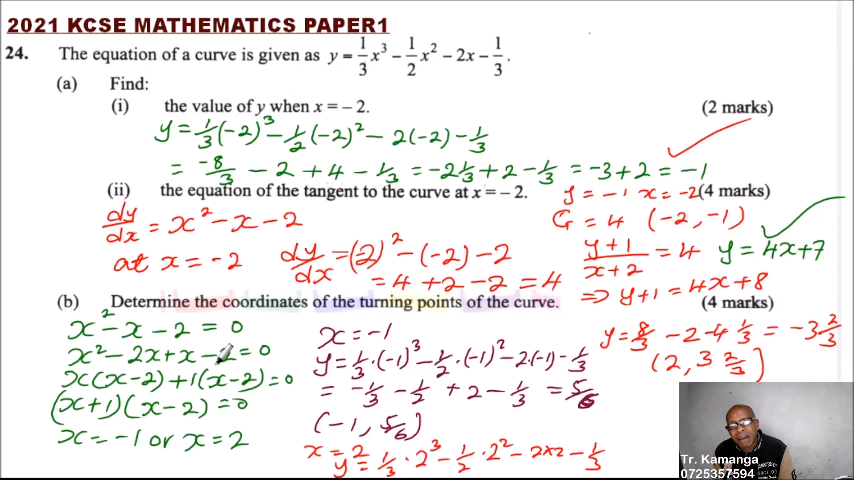 2021 KCSE MATHEMATICS PAPER1
24. The equation of a curve is given as y = 1/3 x³ − 1/2 x² − 2x − 1/3.
(a) Find:
(i) the value of y when x = − 2. (2 marks)
y = 1/3(-2)³ - 1/2(-2)² - 2(-2) - 1/3
= -8/3 - 2 + 4 - 1/3 = -2 1/3 + 2 - 1/3 = -3 + 2 = -1
(ii) the equation of the tangent to the curve at x = − 2. (4 marks)
y = -1 x = -2
G = 4 (-2, -1)
dy/dx = x² - x - 2
y+1/x+2 = 4 y = 4x+7
at x = -2 dy/dx = (-2)² - (-2) - 2
= 4 + 2 - 2 = 4
⇒ y+1 = 4x+8
(b) Determine the coordinates of the turning points of the curve. (4 marks)
x² - x - 2 = 0
x² - 2x + x - 2 = 0
x(x-2) + 1(x-2) = 0
(x+1)(x-2) = 0
x = -1 or x = 2
x = -1
y = 1/3·(-1)³ - 1/2·(-1)² - 2·(-1) - 1/3
= -1/3 - 1/2 + 2 - 1/3 = 5/6
(-1, 5/6)
x = 2
y = 1/3·2³ - 1/2·2² - 2×2 - 1/3
y = 8/3 - 2 - 4 1/3 = -3 2/3
(2, 3 2/3)
Tr. Kamanga
0725357594